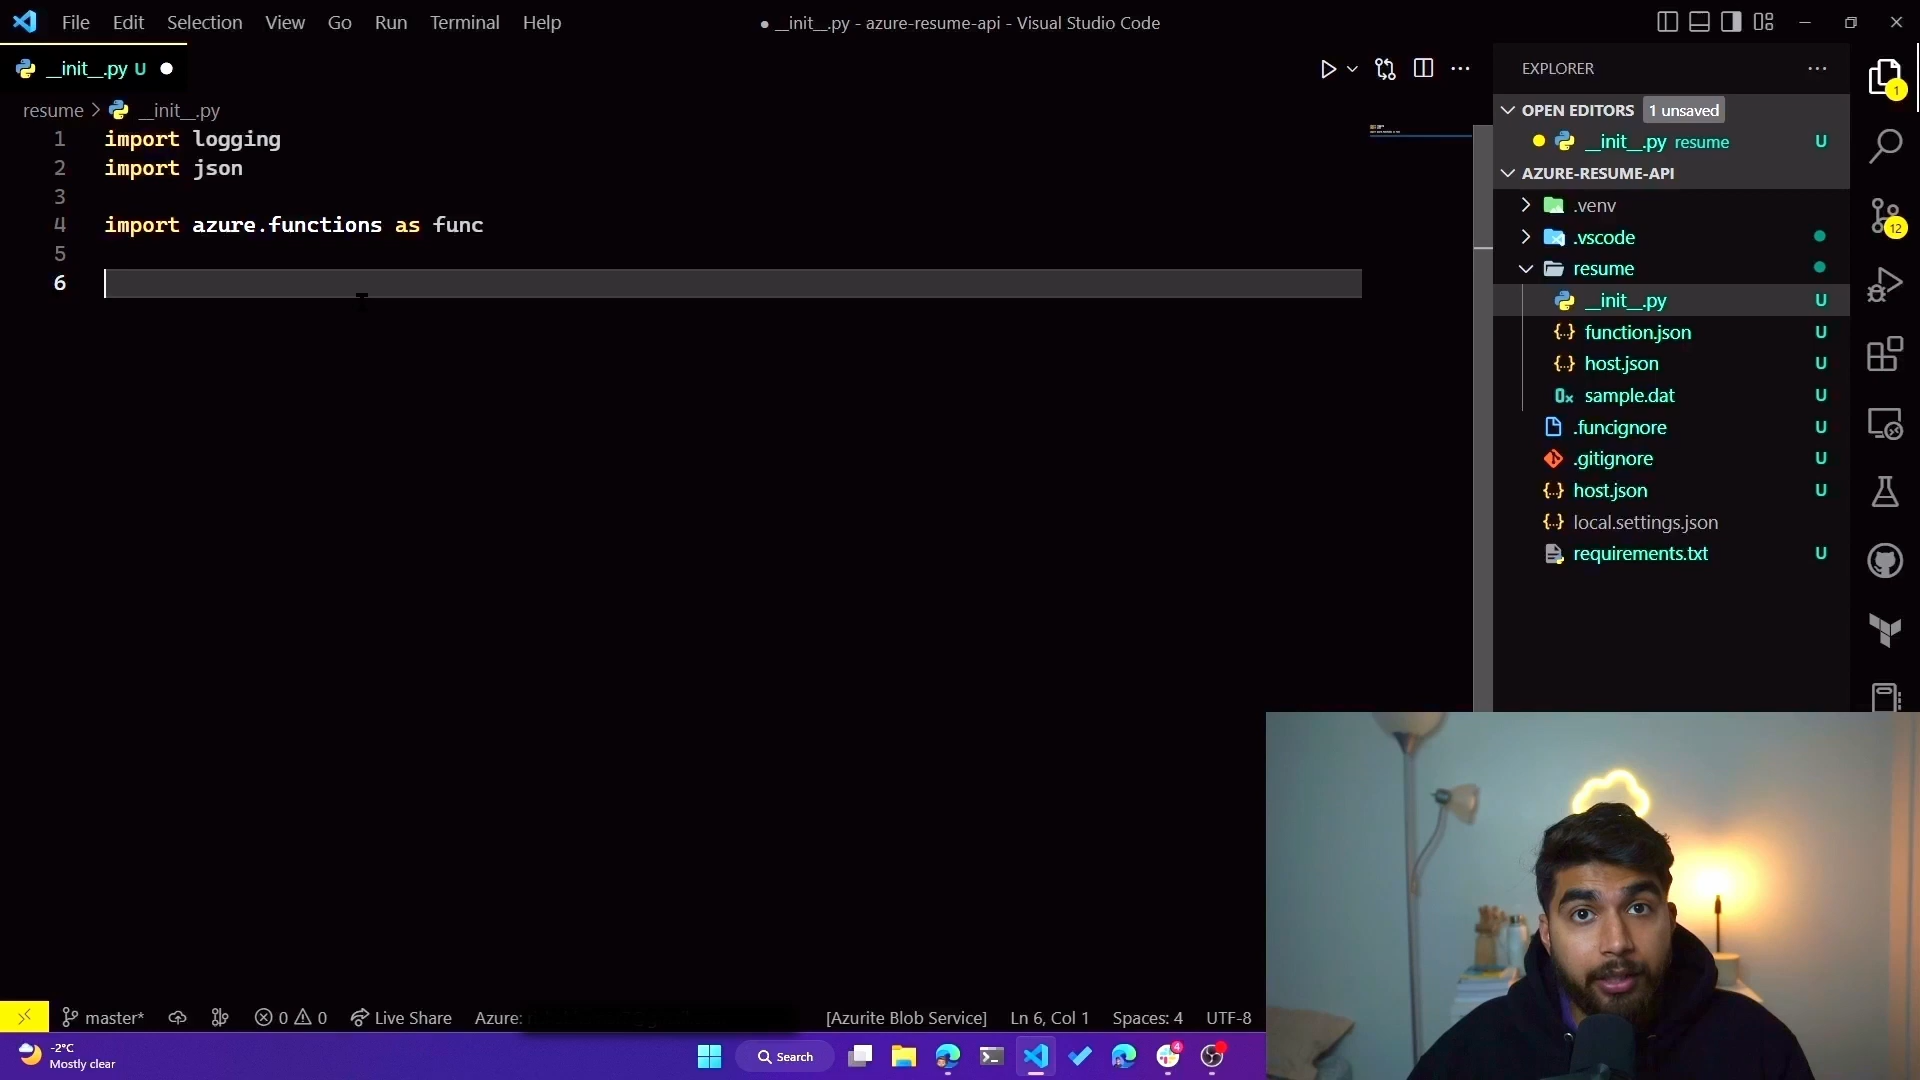 File Edit Selection View Go Run Terminal Help
● __init__.py - azure-resume-api - Visual Studio Code
__init__.py U
resume > __init__.py
1 import logging
2 import json
3
4 import azure.functions as func
5
6
EXPLORER
OPEN EDITORS 1 unsaved
__init__.py resume U
AZURE-RESUME-API
.venv
.vscode
resume
__init__.py U
function.json U
host.json U
sample.dat U
.funcignore U
.gitignore U
host.json U
local.settings.json
requirements.txt U
1
12
master* 0 0 Live Share Azure: [Azurite Blob Service] Ln 6, Col 1 Spaces: 4 UTF-8
-2°C
Mostly clear
Search
4